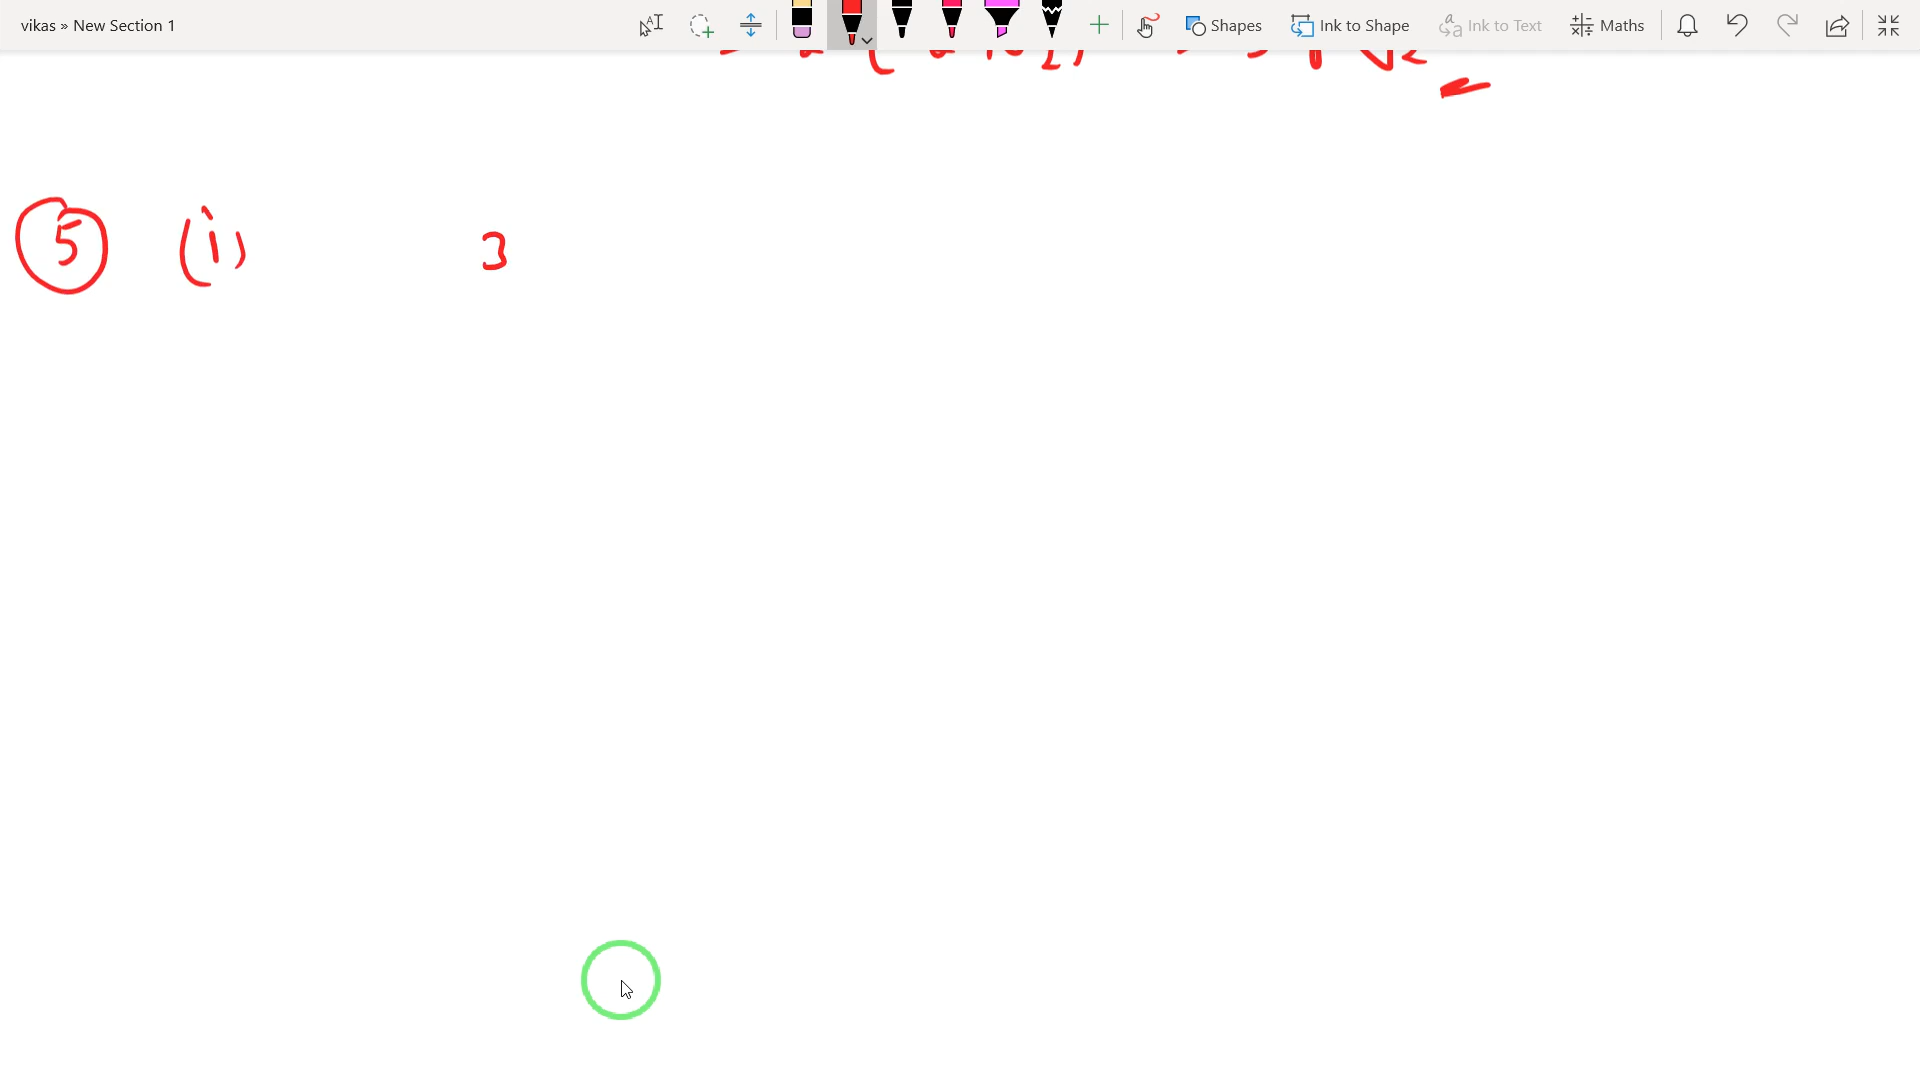 vikas » New Section 1
Shapes
Ink to Shape
Ink to Text
Maths
5 (i) 3